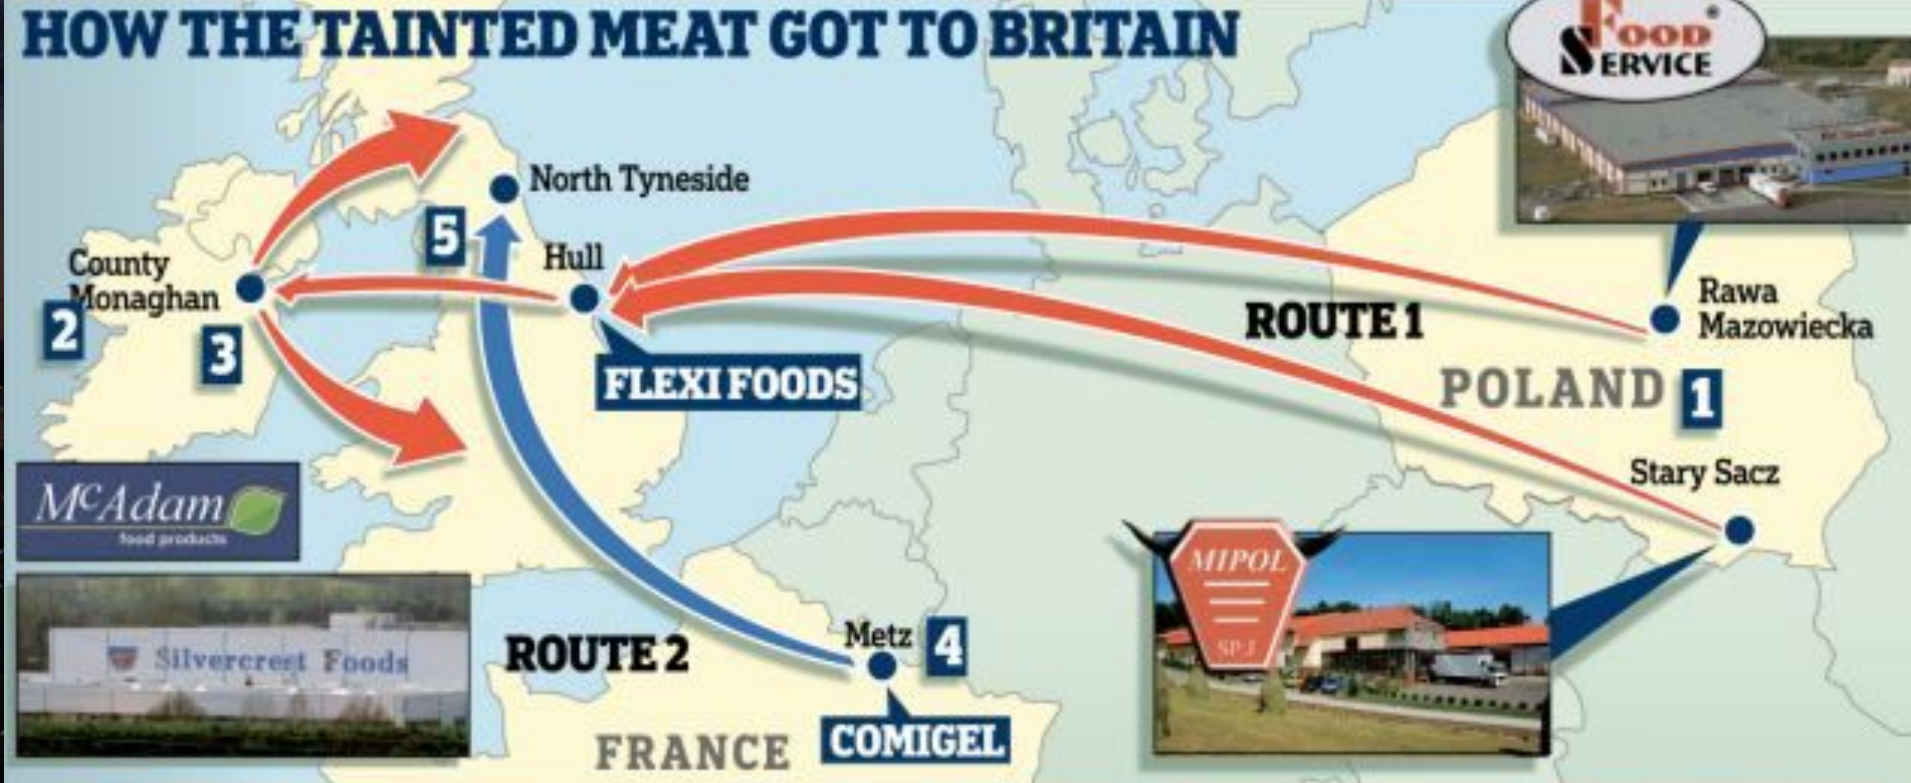 HOW THE TAINTED MEAT GOT TO BRITAIN
FOOD
SERVICE
North Tyneside
5
Hull
County
Monaghan
2
3
FLEXI FOODS
ROUTE 1
Rawa
Mazowiecka
POLAND
1
Stary Sacz
McAdam
food products
Silvercrest Foods
ROUTE 2
Metz
4
COMIGEL
FRANCE
MIPOL
SP.J